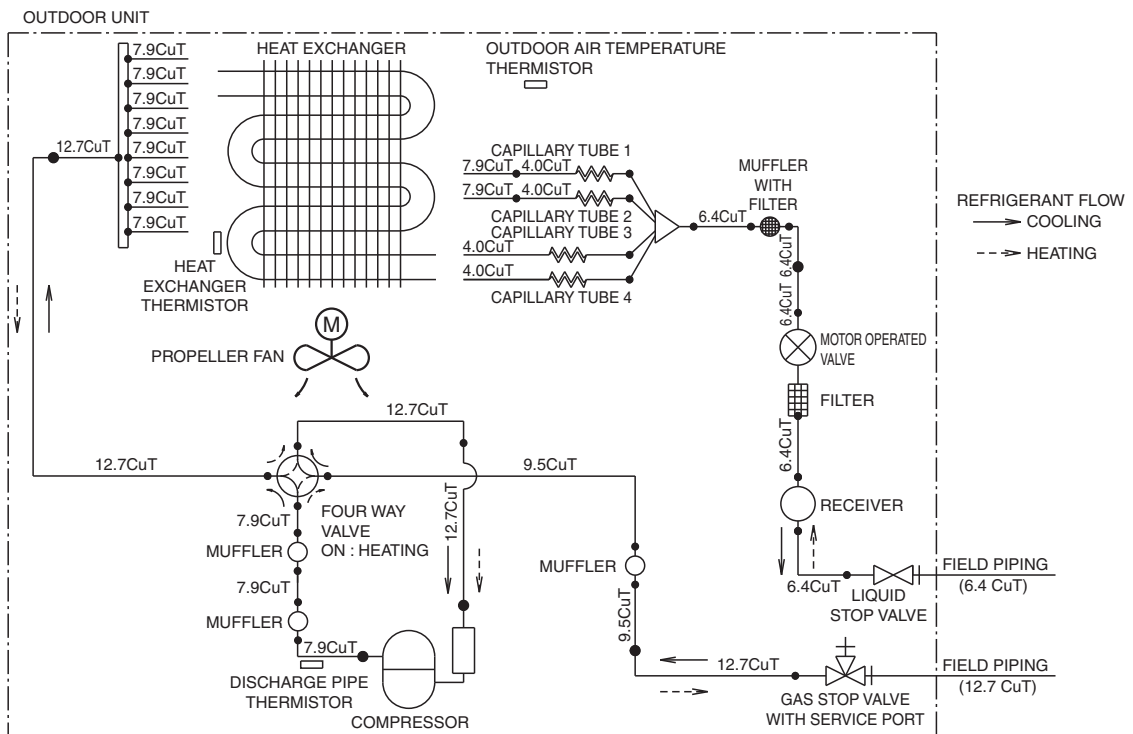 OUTDOOR UNIT
7.9CuT
7.9CuT
7.9CuT
7.9CuT
7.9CuT
7.9CuT
7.9CuT
7.9CuT
12.7CuT
HEAT EXCHANGER
OUTDOOR AIR TEMPERATURE
THERMISTOR
HEAT
EXCHANGER
THERMISTOR
CAPILLARY TUBE 1
7.9CuT 4.0CuT
7.9CuT 4.0CuT
CAPILLARY TUBE 2
CAPILLARY TUBE 3
4.0CuT
4.0CuT
CAPILLARY TUBE 4
6.4CuT
MUFFLER
WITH
FILTER
6.4CuT
6.4CuT
MOTOR OPERATED
VALVE
FILTER
6.4CuT
RECEIVER
6.4CuT
LIQUID
STOP VALVE
FIELD PIPING
(6.4 CuT)
REFRIGERANT FLOW
COOLING
HEATING
M
PROPELLER FAN
12.7CuT
12.7CuT
9.5CuT
12.7CuT
FOUR WAY
VALVE
ON : HEATING
7.9CuT
MUFFLER
7.9CuT
MUFFLER
7.9CuT
DISCHARGE PIPE
THERMISTOR
COMPRESSOR
MUFFLER
9.5CuT
12.7CuT
GAS STOP VALVE
WITH SERVICE PORT
FIELD PIPING
(12.7 CuT)